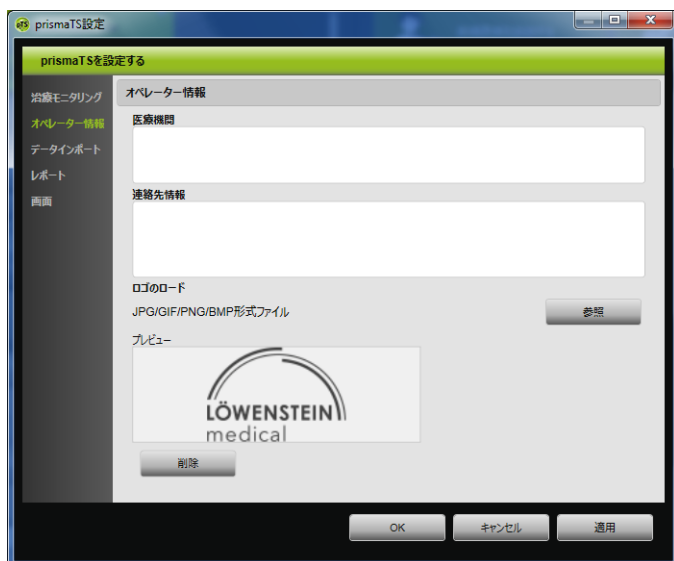 prismaTS設定
prismaTSを設定する
治療モニタリング
オペレーター情報
データインポート
レポート
画面
オペレーター情報
医療機関
連絡先情報
ロゴのロード
JPG/GIF/PNG/BMP形式ファイル
参照
プレビュー
LÖWENSTEIN
medical
削除
OK
キャンセル
適用